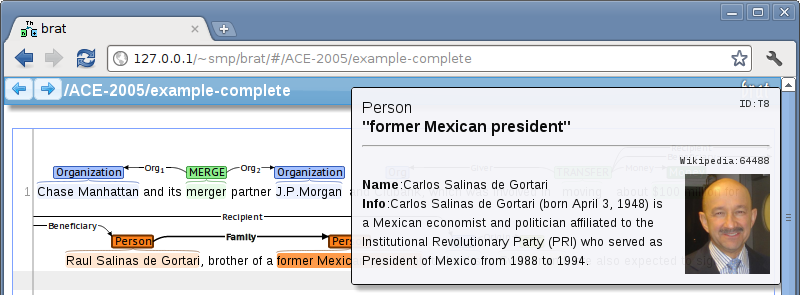 brat
127.0.0.1/~smp/brat/#/ACE-2005/example-complete
/ACE-2005/example-complete
Person ID:T8
"former Mexican president"
Wikipedia:64488
Name:Carlos Salinas de Gortari
Info:Carlos Salinas de Gortari (born April 3, 1948) is
a Mexican economist and politician affiliated to the
Institutional Revolutionary Party (PRI) who served as
President of Mexico from 1988 to 1994.
Organization Org1 MERGE Org2 Organization
1 Chase Manhattan and its merger partner J.P.Morgan
Recipient
Beneficiary
Person Family
Raul Salinas de Gortari, brother of a former